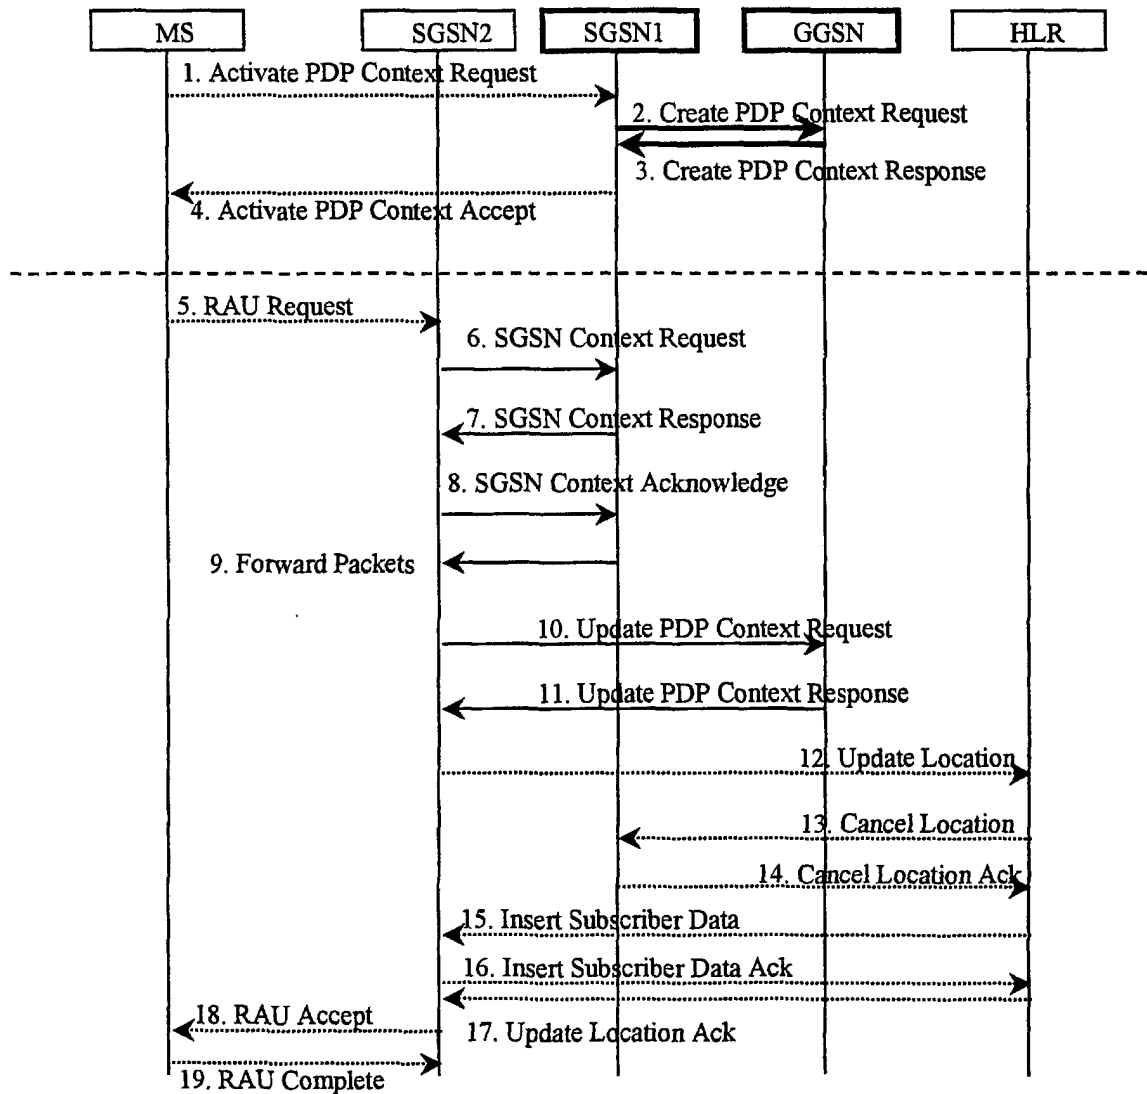 MS
SGSN2
SGSN1
GGSN
HLR
1. Activate PDP Context Request
2. Create PDP Context Request
3. Create PDP Context Response
4. Activate PDP Context Accept
5. RAU Request
6. SGSN Context Request
7. SGSN Context Response
8. SGSN Context Acknowledge
9. Forward Packets
10. Update PDP Context Request
11. Update PDP Context Response
12. Update Location
13. Cancel Location
14. Cancel Location Ack
15. Insert Subscriber Data
16. Insert Subscriber Data Ack
18. RAU Accept
17. Update Location Ack
19. RAU Complete